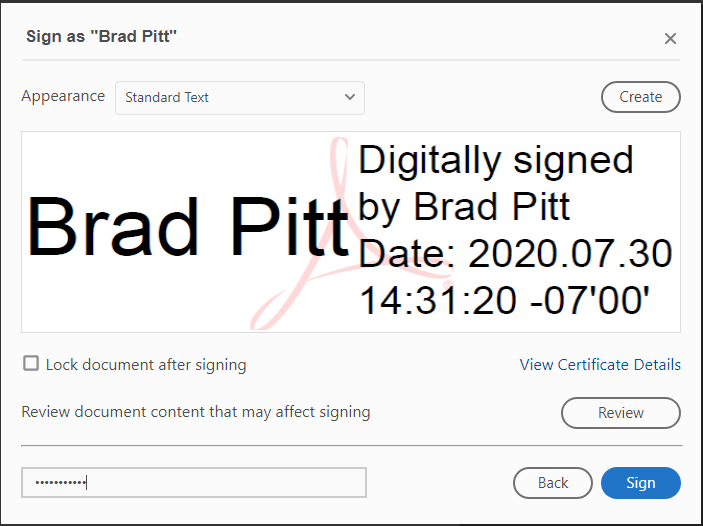 Sign as "Brad Pitt"
Appearance
Standard Text
Create
Brad Pitt
Digitally signed
by Brad Pitt
Date: 2020.07.30
14:31:20 -07'00'
Lock document after signing
View Certificate Details
Review document content that may affect signing
Review
•••••••••••
Back
Sign